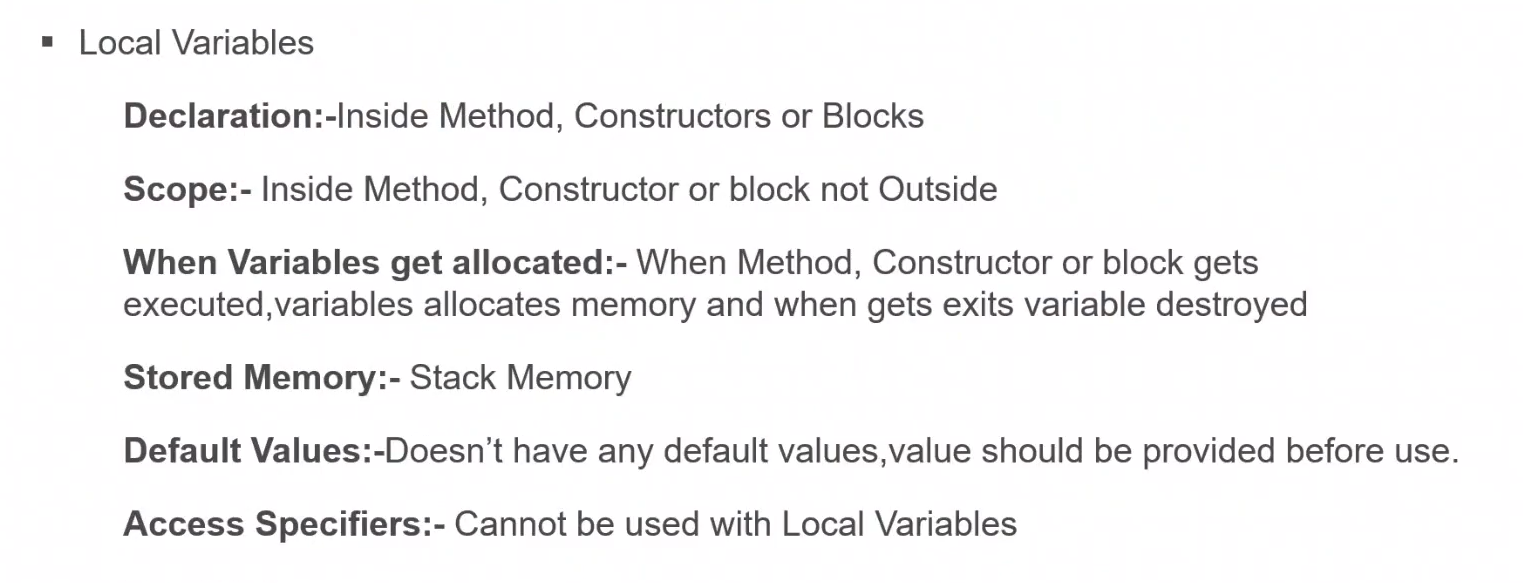 ▪ Local Variables
Declaration:-Inside Method, Constructors or Blocks
Scope:- Inside Method, Constructor or block not Outside
When Variables get allocated:- When Method, Constructor or block gets
executed,variables allocates memory and when gets exits variable destroyed
Stored Memory:- Stack Memory
Default Values:-Doesn’t have any default values,value should be provided before use.
Access Specifiers:- Cannot be used with Local Variables